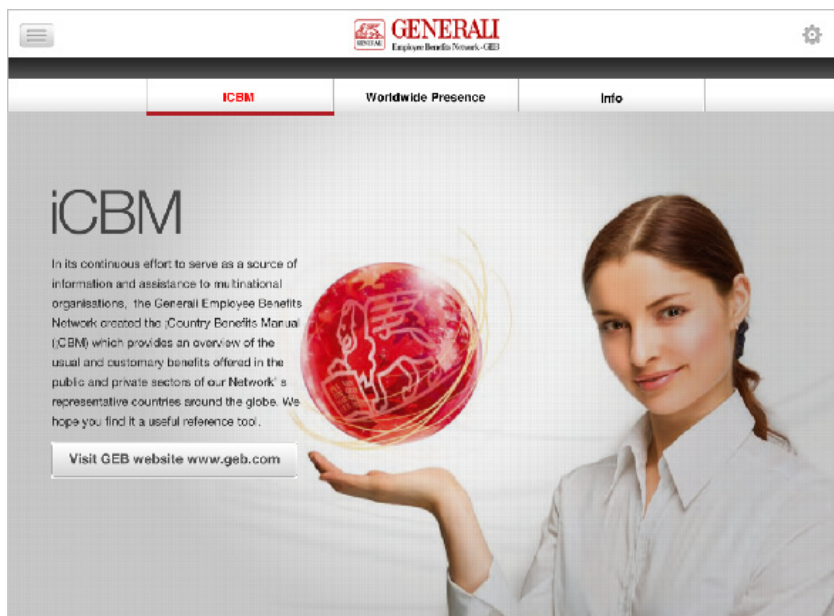 GENERALI
GENERALI
Employee Benefits Network - GEB
iCBM
Worldwide Presence
Info
iCBM
In its continuous effort to serve as a source of
information and assistance to multinational
organisations, the Generali Employee Benefits
Network created the ¡Country Benefits Manual
(¡CBM) which provides an overview of the
usual and customary benefits offered in the
public and private sectors of our Network's
representative countries around the globe. We
hope you find it a useful reference tool.
Visit GEB website www.geb.com